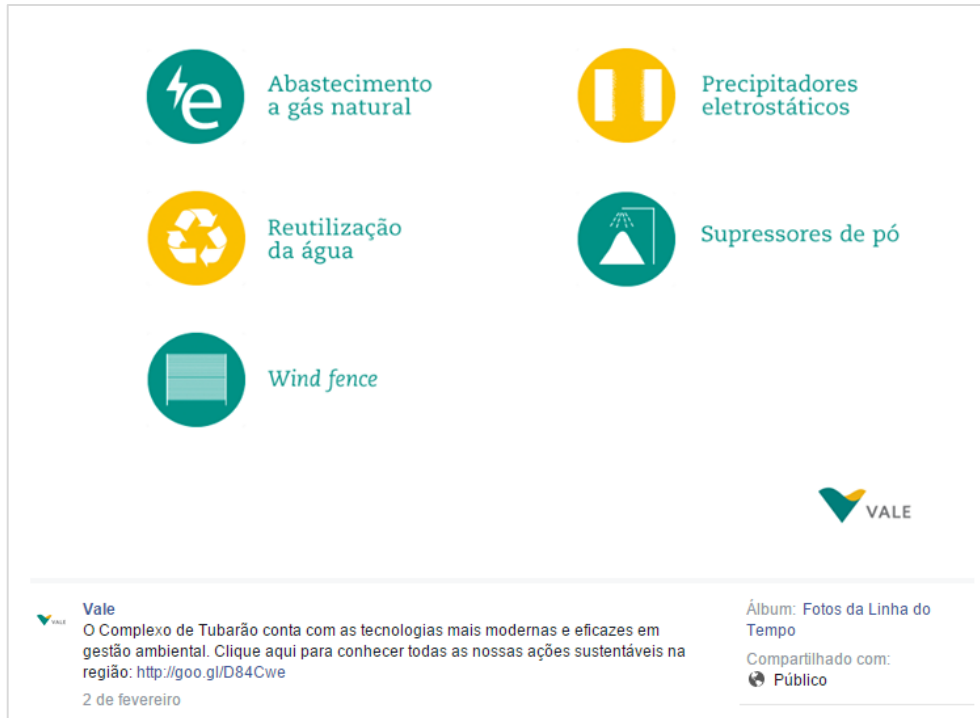 Abastecimento
a gás natural
Precipitadores
eletrostáticos
Reutilização
da água
Supressores de pó
Wind fence
VALE
VALE
Vale
O Complexo de Tubarão conta com as tecnologias mais modernas e eficazes em
gestão ambiental. Clique aqui para conhecer todas as nossas ações sustentáveis na
região: http://goo.gl/D84Cwe
2 de fevereiro
Álbum: Fotos da Linha do
Tempo
Compartilhado com:
Público